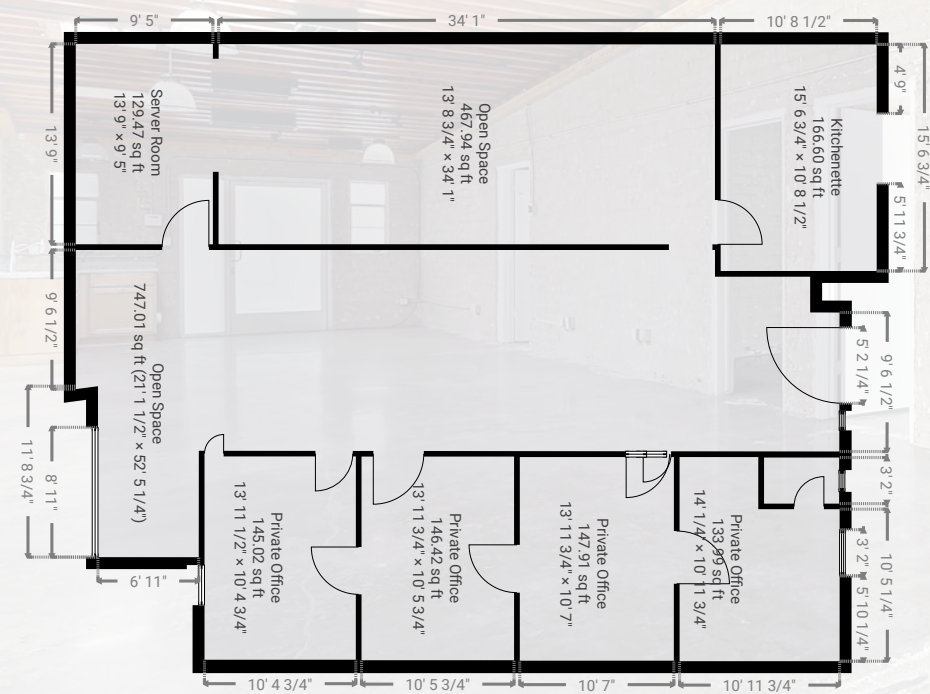 9' 5"
34' 1"
10' 8 1/2"
13' 9"
Server Room
129.47 sq ft
13' 9" × 9' 5"
Open Space
467.94 sq ft
13' 8 3/4" × 34' 1"
Kitchenette
166.60 sq ft
15' 6 3/4" × 10' 8 1/2"
4' 9"
15' 6 3/4"
5' 11 3/4"
9' 6 1/2"
Open Space
747.01 sq ft (21' 1 1/2" × 52' 5 1/4")
5' 2 1/4"
9' 6 1/2"
11' 8 3/4"
8' 11"
3' 2"
Private Office
145.02 sq ft
13' 11 1/2" × 10' 4 3/4"
Private Office
146.42 sq ft
13' 11 3/4" × 10' 5 3/4"
Private Office
147.91 sq ft
13' 11 3/4" × 10' 7"
Private Office
133.99 sq ft
14' 1/4" × 10' 11 3/4"
3' 2"
10' 5 1/4"
5' 10 1/4"
6' 11"
10' 4 3/4"
10' 5 3/4"
10' 7"
10' 11 3/4"